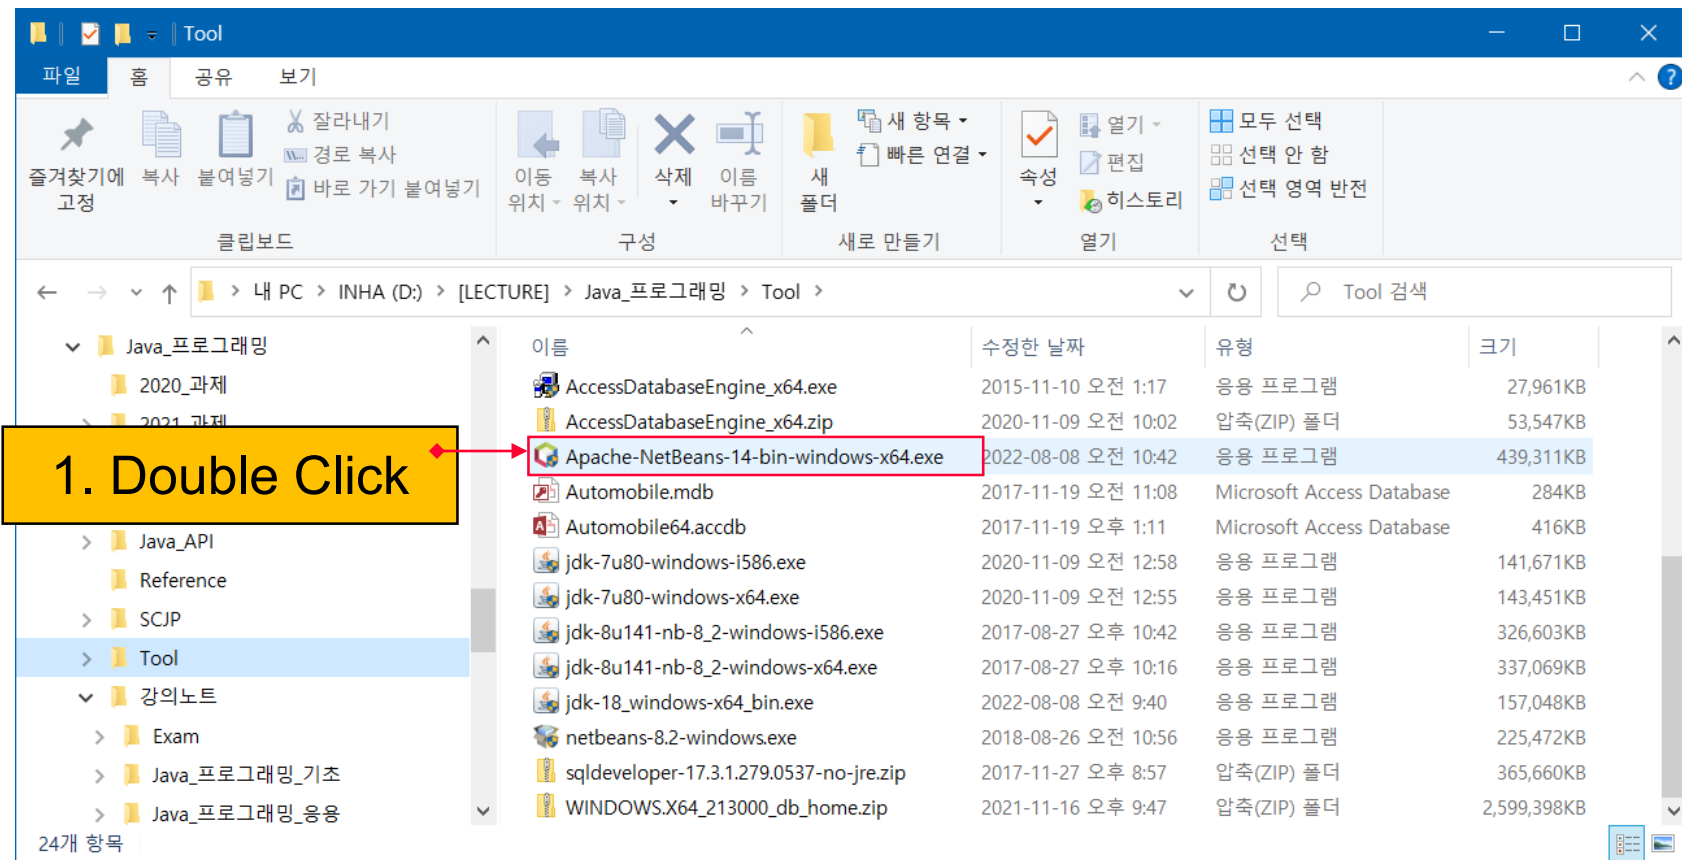 Tool
파일 홈 공유 보기
즐겨찾기에 고정
복사
붙여넣기
잘라내기
경로 복사
바로 가기 붙여넣기
클립보드
이동 위치
복사 위치
삭제
이름 바꾸기
구성
새 폴더
새 항목
빠른 연결
새로 만들기
속성
열기
편집
히스토리
열기
모두 선택
선택 안 함
선택 영역 반전
선택
내 PC > INHA (D:) > [LECTURE] > Java_프로그래밍 > Tool >
Tool 검색
Java_프로그래밍
2020_과제
2021_과제
1. Double Click
Java_API
Reference
SCJP
Tool
강의노트
Exam
Java_프로그래밍_기초
Java_프로그래밍_응용
이름 수정한 날짜 유형 크기
AccessDatabaseEngine_x64.exe 2015-11-10 오전 1:17 응용 프로그램 27,961KB
AccessDatabaseEngine_x64.zip 2020-11-09 오전 10:02 압축(ZIP) 폴더 53,547KB
Apache-NetBeans-14-bin-windows-x64.exe 2022-08-08 오전 10:42 응용 프로그램 439,311KB
Automobile.mdb 2017-11-19 오전 11:08 Microsoft Access Database 284KB
Automobile64.accdb 2017-11-19 오후 1:11 Microsoft Access Database 416KB
jdk-7u80-windows-i586.exe 2020-11-09 오전 12:58 응용 프로그램 141,671KB
jdk-7u80-windows-x64.exe 2020-11-09 오전 12:55 응용 프로그램 143,451KB
jdk-8u141-nb-8_2-windows-i586.exe 2017-08-27 오후 10:42 응용 프로그램 326,603KB
jdk-8u141-nb-8_2-windows-x64.exe 2017-08-27 오후 10:16 응용 프로그램 337,069KB
jdk-18_windows-x64_bin.exe 2022-08-08 오전 9:40 응용 프로그램 157,048KB
netbeans-8.2-windows.exe 2018-08-26 오전 10:56 응용 프로그램 225,472KB
sqldeveloper-17.3.1.279.0537-no-jre.zip 2017-11-27 오후 8:57 압축(ZIP) 폴더 365,660KB
WINDOWS.X64_213000_db_home.zip 2021-11-16 오후 9:47 압축(ZIP) 폴더 2,599,398KB
24개 항목